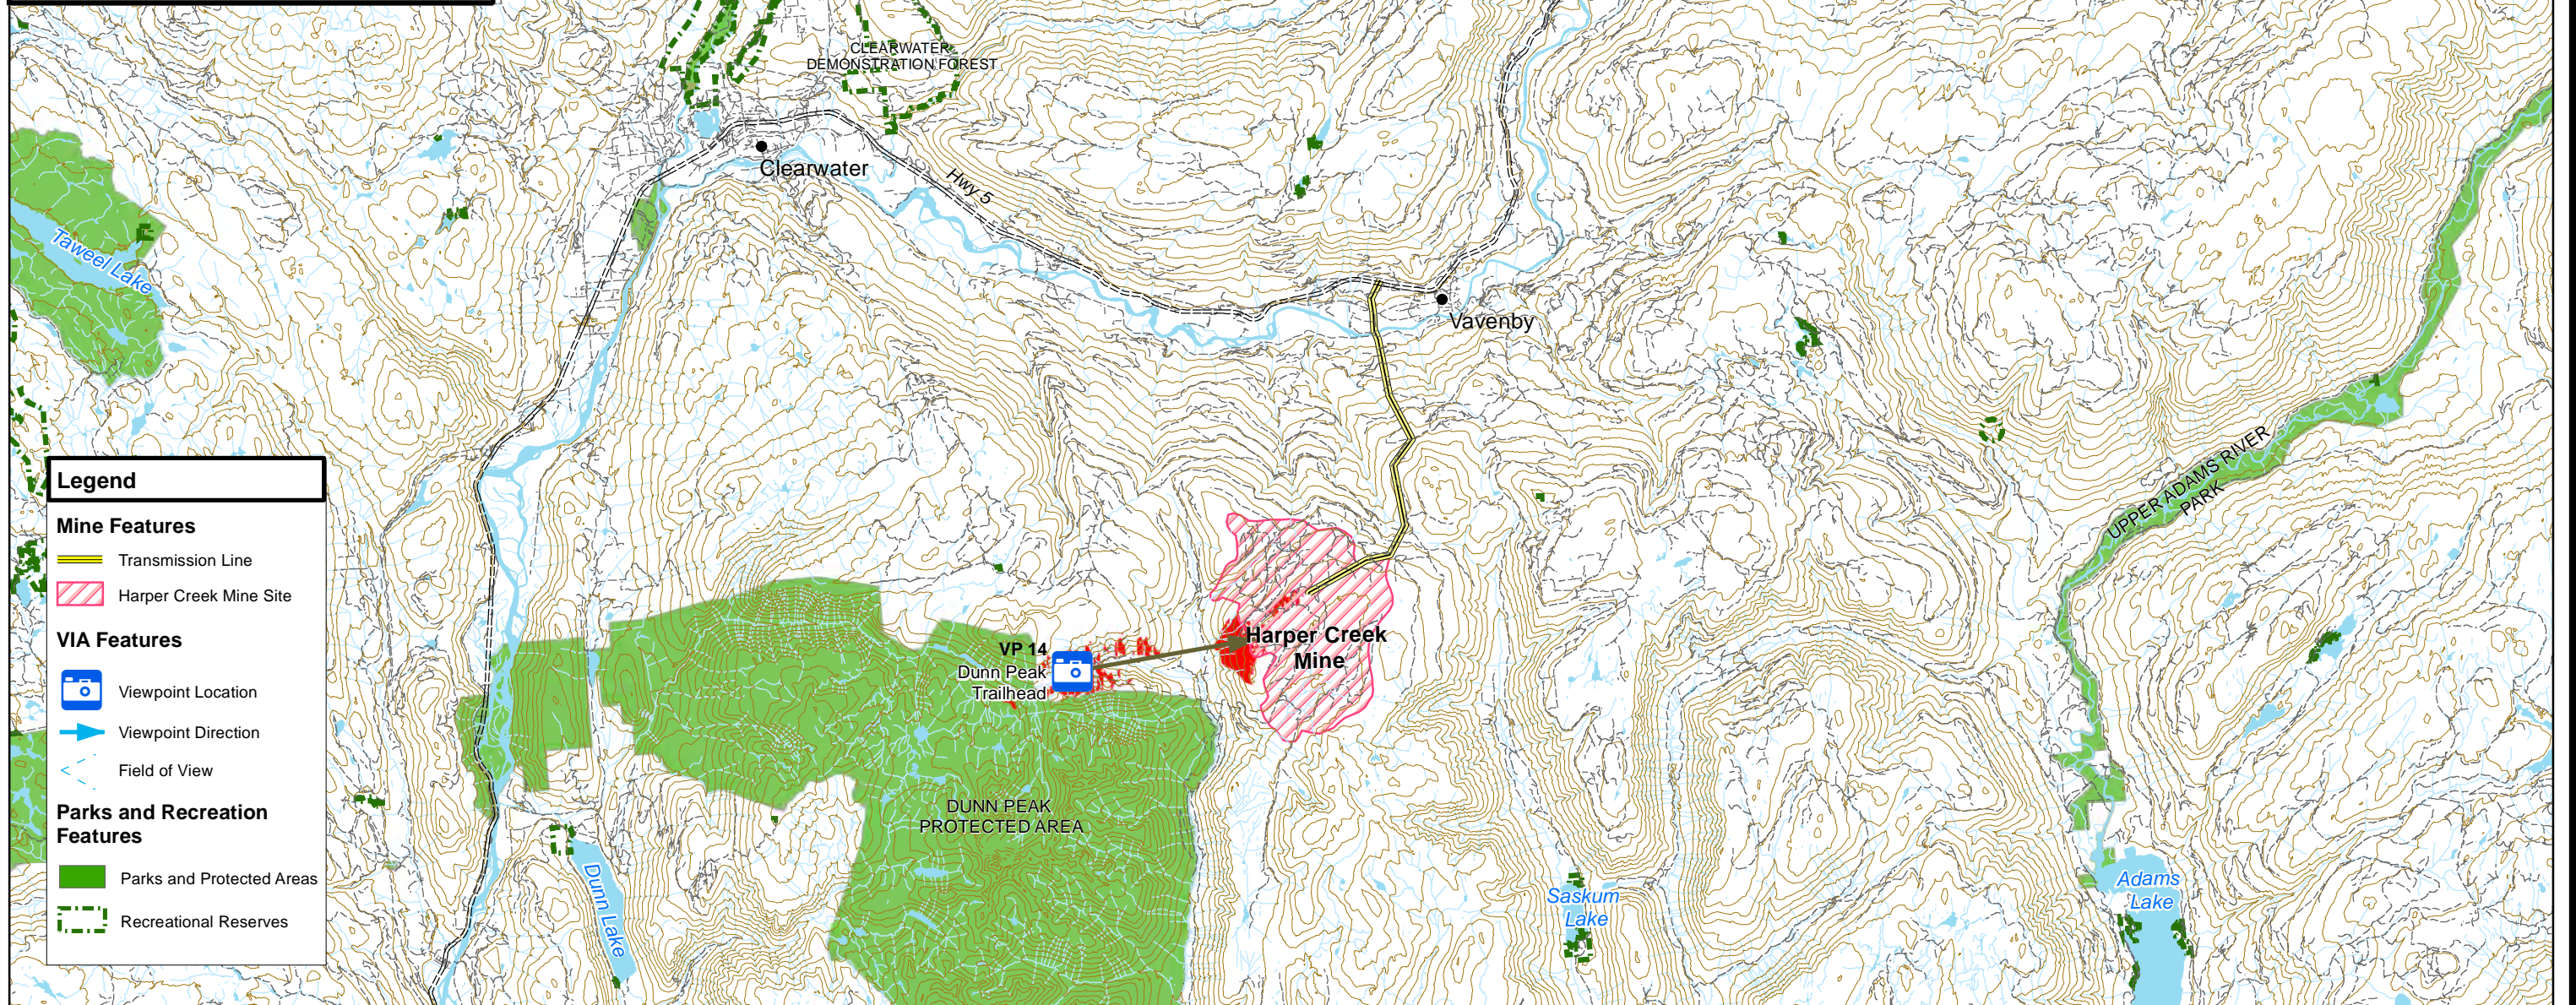 CLEARWATER
DEMONSTRATION FOREST
Clearwater
Hwy 5
Taweel Lake
Vavenby
UPPER ADAMS RIVER
PARK
Legend
Mine Features
Transmission Line
Harper Creek Mine Site
VIA Features
Viewpoint Location
Viewpoint Direction
Field of View
Parks and Recreation
Features
Parks and Protected Areas
Recreational Reserves
VP 14
Dunn Peak
Trailhead
Harper Creek
Mine
DUNN PEAK
PROTECTED AREA
Dunn Lake
Saskum
Lake
Adams
Lake